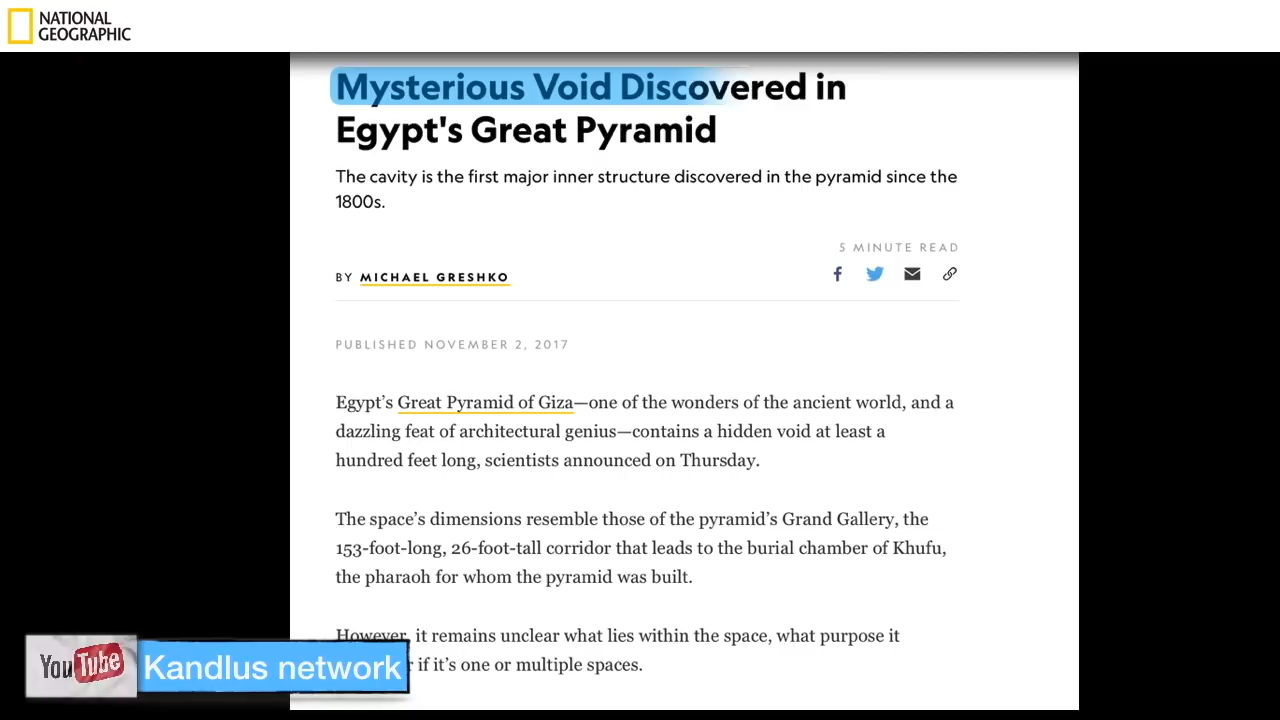 NATIONAL
GEOGRAPHIC
Mysterious Void Discovered in
Egypt's Great Pyramid
The cavity is the first major inner structure discovered in the pyramid since the
1800s.
5 MINUTE READ
BY MICHAEL GRESHKO
PUBLISHED NOVEMBER 2, 2017
Egypt’s Great Pyramid of Giza—one of the wonders of the ancient world, and a
dazzling feat of architectural genius—contains a hidden void at least a
hundred feet long, scientists announced on Thursday.
The space’s dimensions resemble those of the pyramid’s Grand Gallery, the
153-foot-long, 26-foot-tall corridor that leads to the burial chamber of Khufu,
the pharaoh for whom the pyramid was built.
However, it remains unclear what lies within the space, what purpose it
if it’s one or multiple spaces.
YouTube Kandlus network